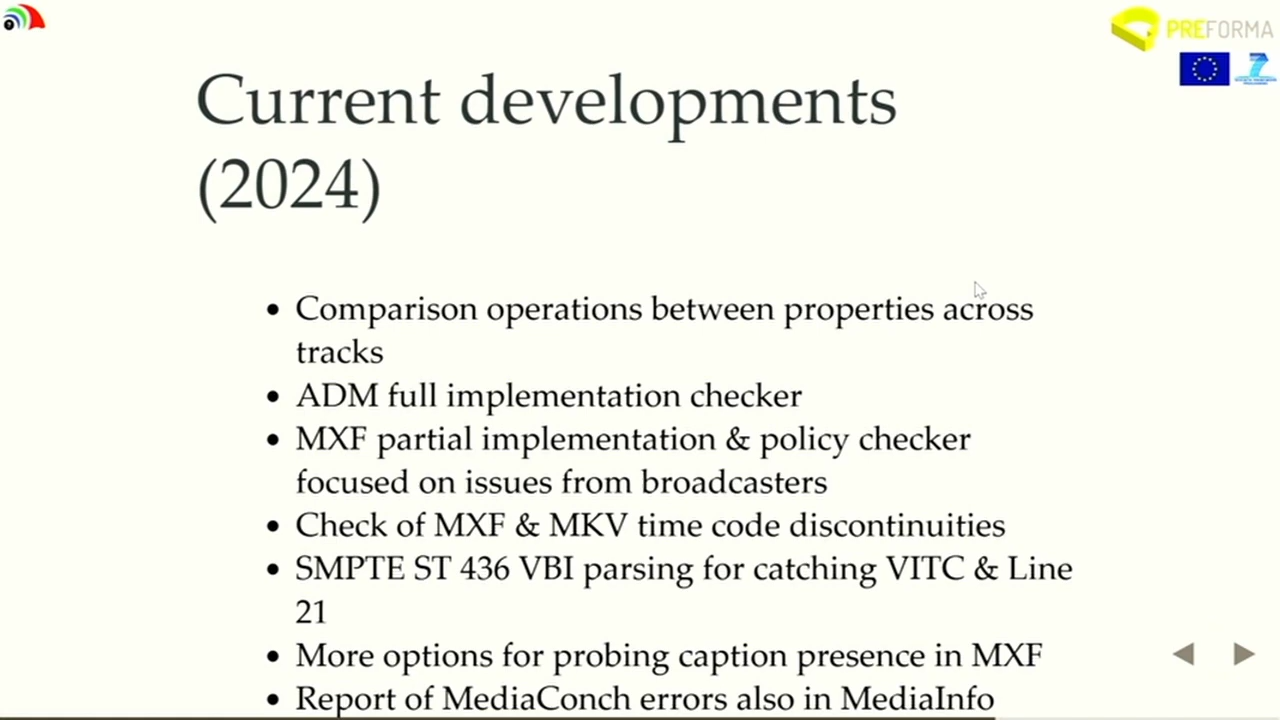 PREFORMA
Current developments
(2024)
• Comparison operations between properties across
tracks
• ADM full implementation checker
• MXF partial implementation & policy checker
focused on issues from broadcasters
• Check of MXF & MKV time code discontinuities
• SMPTE ST 436 VBI parsing for catching VITC & Line
21
• More options for probing caption presence in MXF
• Report of MediaConch errors also in MediaInfo